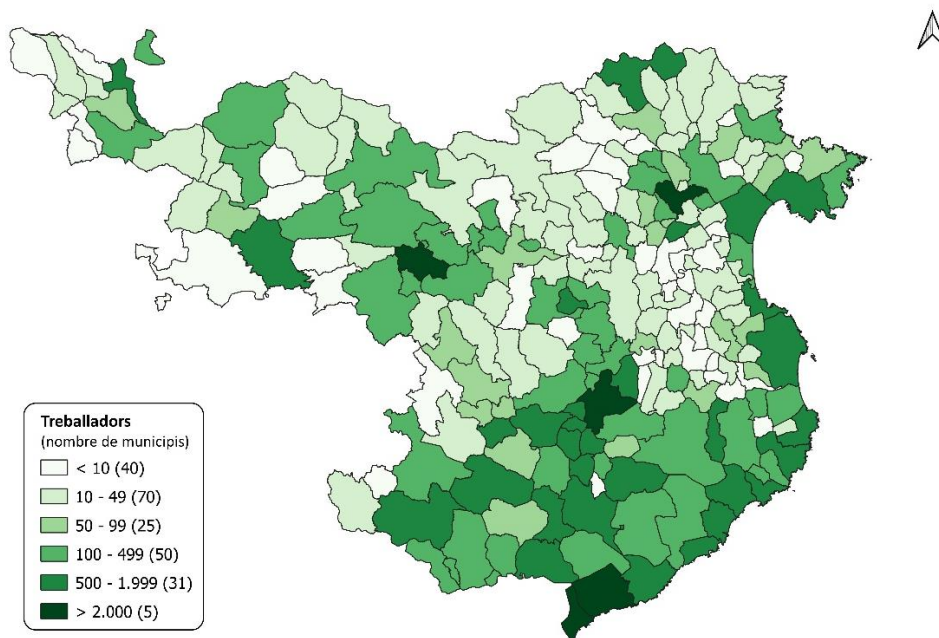 Treballadors
(nombre de municipis)
< 10 (40)
10 - 49 (70)
50 - 99 (25)
100 - 499 (50)
500 - 1.999 (31)
> 2.000 (5)